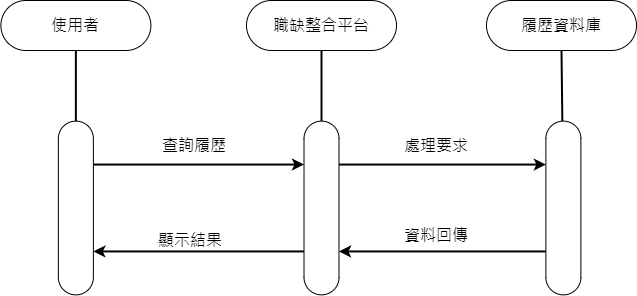 使用者
職缺整合平台
履歷資料庫
查詢履歷
處理要求
顯示結果
資料回傳